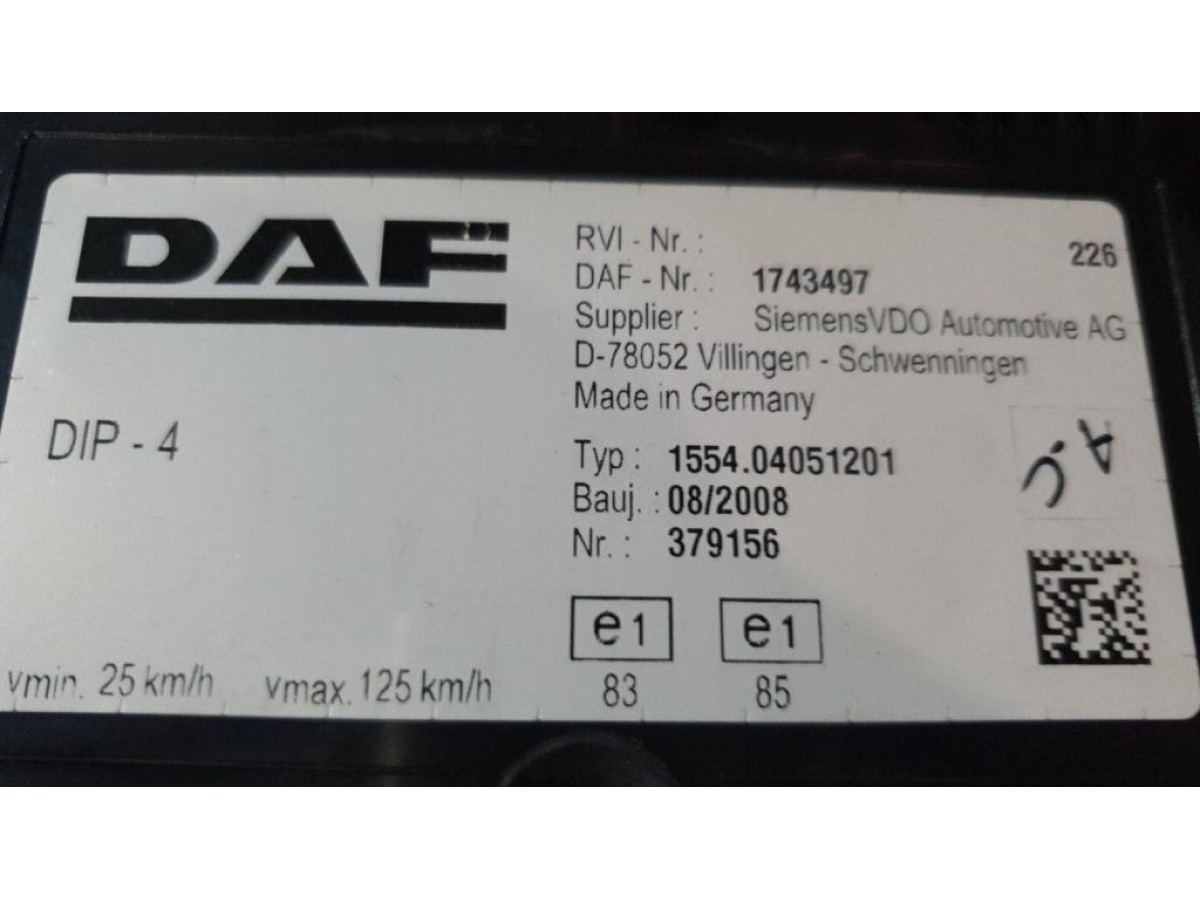 DAF
DIP - 4
vmin. 25 km/h vmax. 125 km/h
RVI - Nr. :
226
DAF - Nr. : 1743497
Supplier : SiemensVDO Automotive AG
D-78052 Villingen - Schwenningen
Made in Germany
Typ : 1554.04051201
Bauj. : 08/2008
Nr. : 379156
e1 e1
83 85